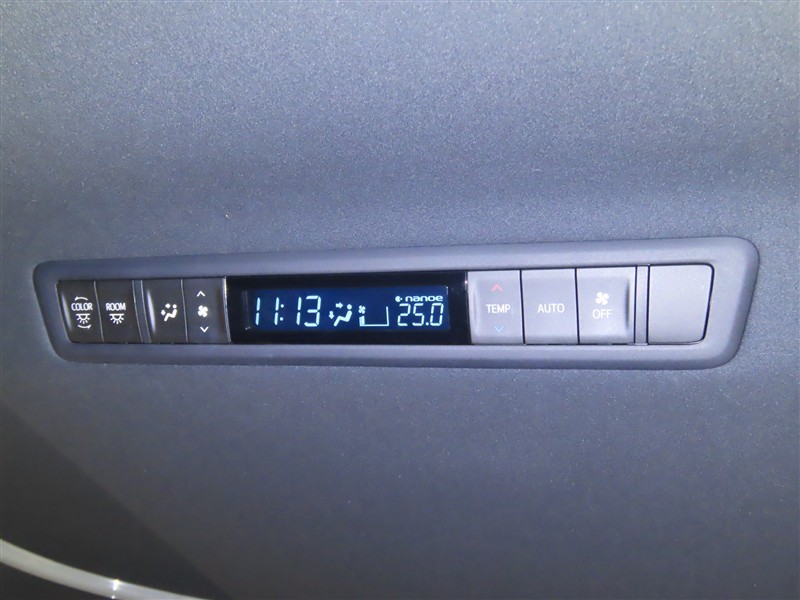 COLOR
ROOM
11:13
nanoe
25.0
TEMP
AUTO
OFF